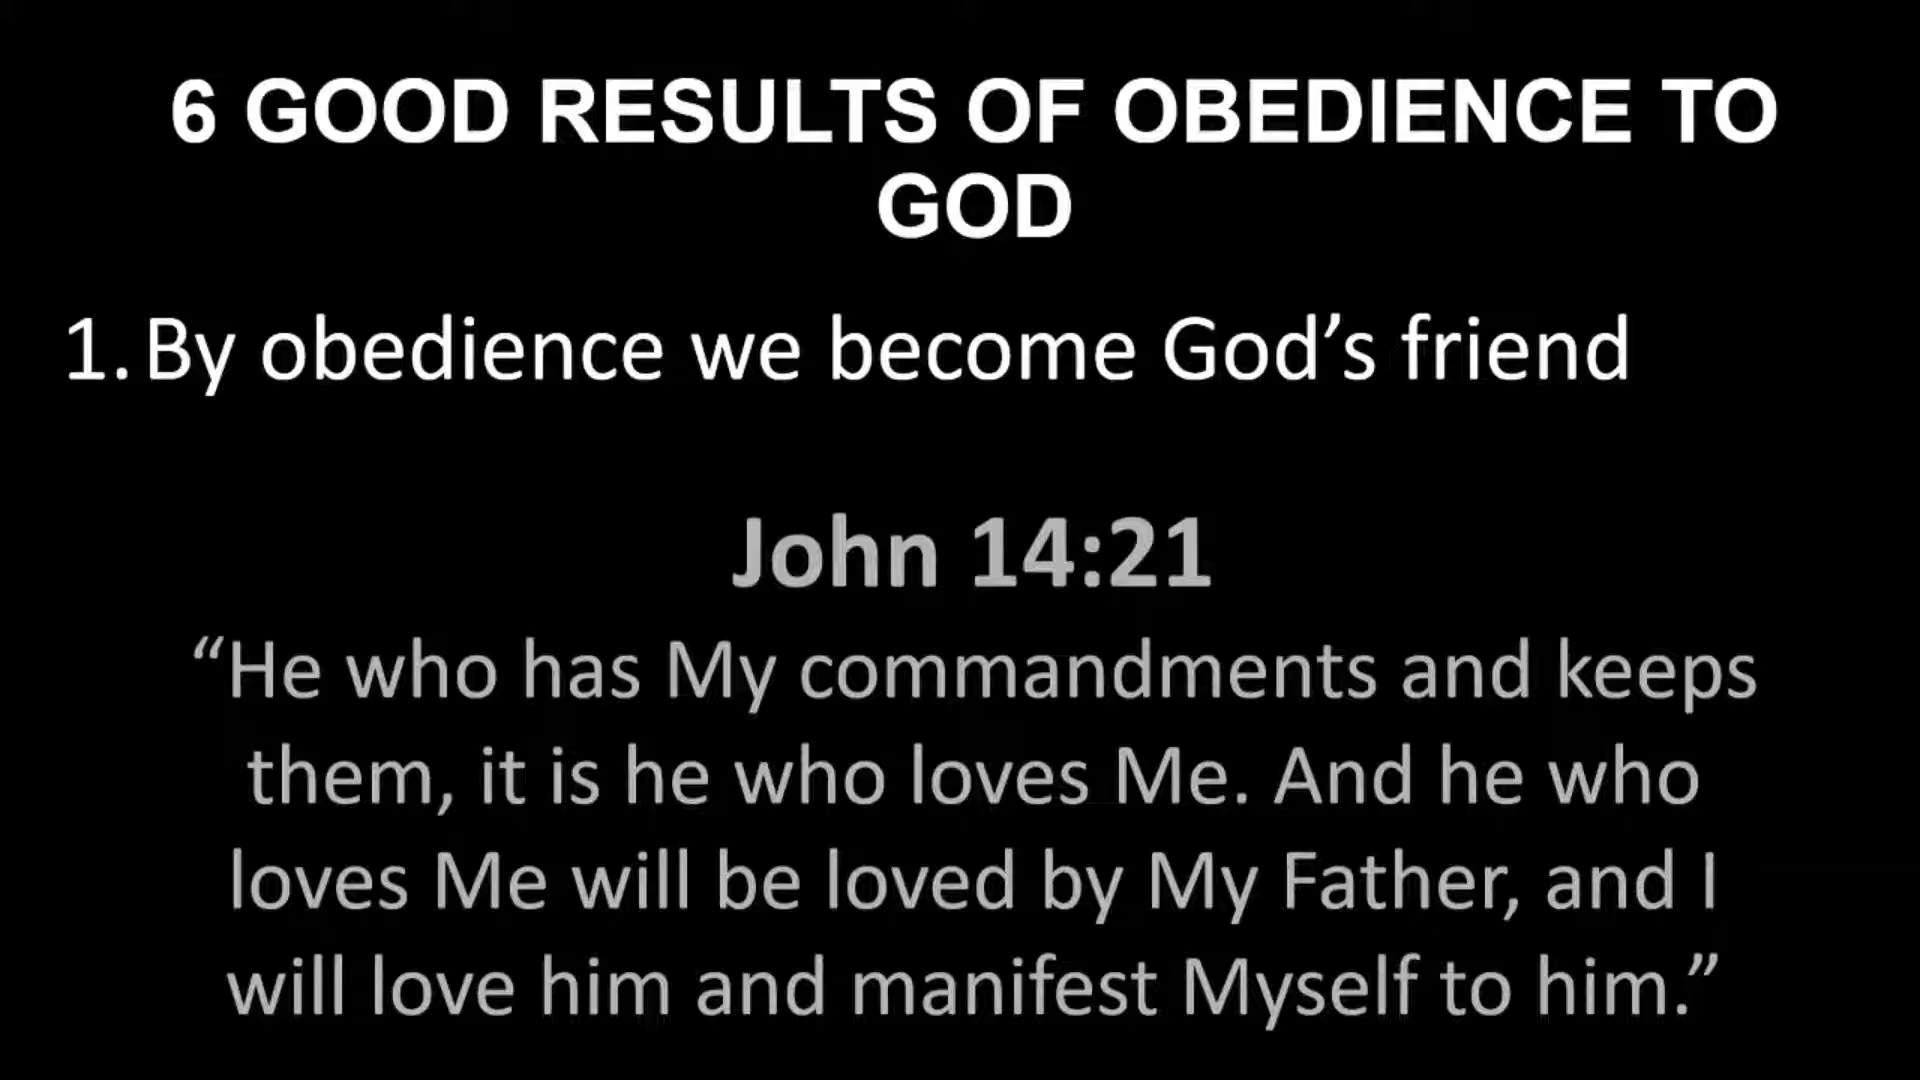 6 GOOD RESULTS OF OBEDIENCE TO
GOD
1. By obedience we become God’s friend
John 14:21
“He who has My commandments and keeps
them, it is he who loves Me. And he who
loves Me will be loved by My Father, and I
will love him and manifest Myself to him.”